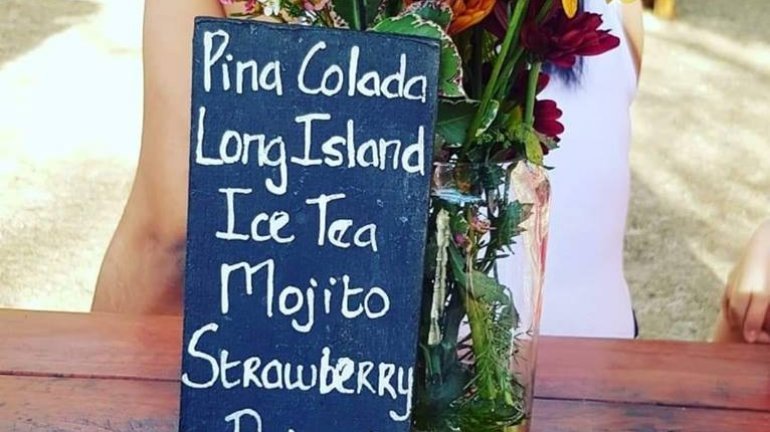 Pina Colada
Long Island
Ice Tea
Mojito
Strawberry